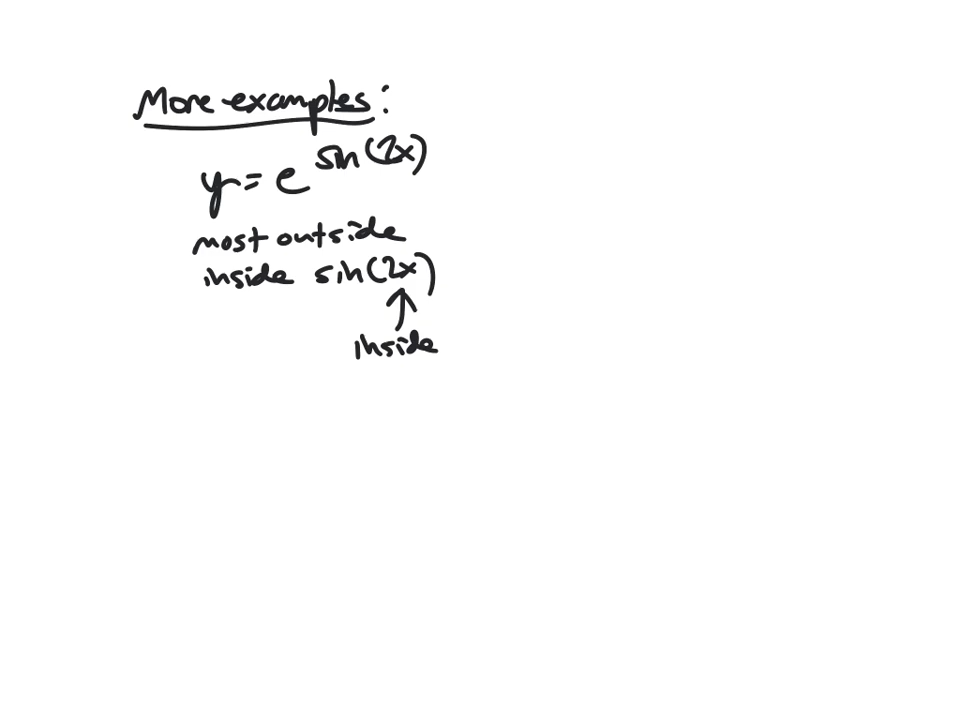 More examples:
y = e^sin(2x)
most outside
inside sin(2x)
↑
inside